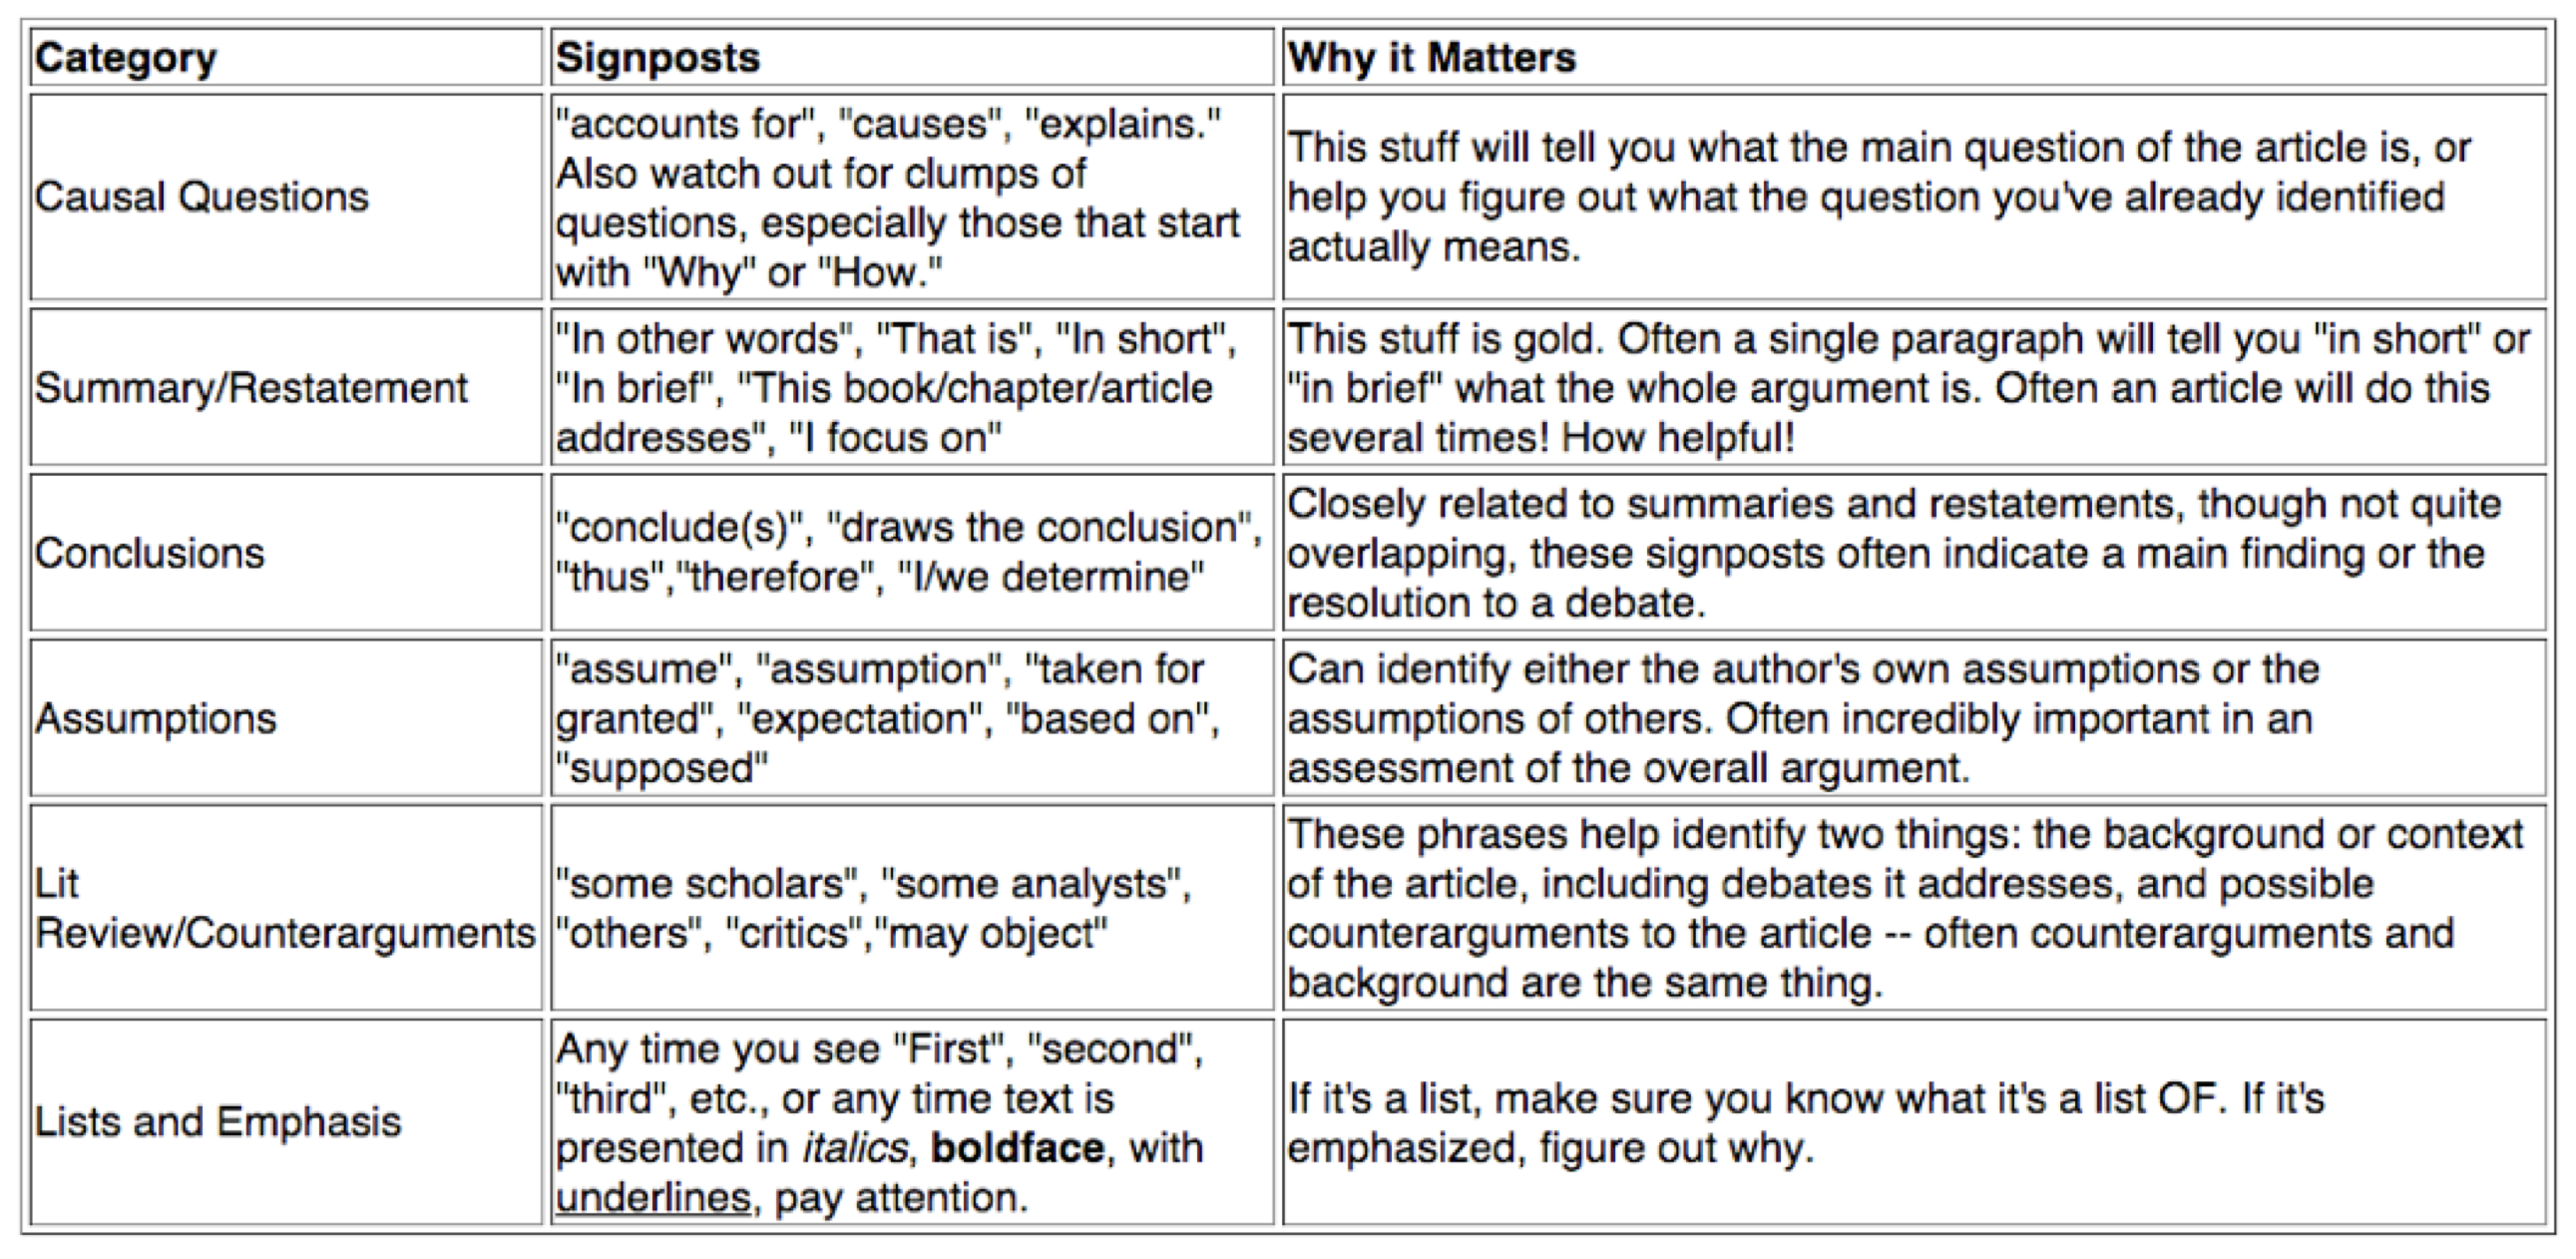 Category
Signposts
Why it Matters
Causal Questions
"accounts for", "causes", "explains."
Also watch out for clumps of
questions, especially those that start
with "Why" or "How."
This stuff will tell you what the main question of the article is, or
help you figure out what the question you've already identified
actually means.
Summary/Restatement
"In other words", "That is", "In short",
"In brief", "This book/chapter/article
addresses", "I focus on"
This stuff is gold. Often a single paragraph will tell you "in short" or
"in brief" what the whole argument is. Often an article will do this
several times! How helpful!
Conclusions
"conclude(s)", "draws the conclusion",
"thus","therefore", "I/we determine"
Closely related to summaries and restatements, though not quite
overlapping, these signposts often indicate a main finding or the
resolution to a debate.
Assumptions
"assume", "assumption", "taken for
granted", "expectation", "based on",
"supposed"
Can identify either the author's own assumptions or the
assumptions of others. Often incredibly important in an
assessment of the overall argument.
Lit
Review/Counterarguments
"some scholars", "some analysts",
"others", "critics","may object"
These phrases help identify two things: the background or context
of the article, including debates it addresses, and possible
counterarguments to the article -- often counterarguments and
background are the same thing.
Lists and Emphasis
Any time you see "First", "second",
"third", etc., or any time text is
presented in italics, boldface, with
underlines, pay attention.
If it's a list, make sure you know what it's a list OF. If it's
emphasized, figure out why.